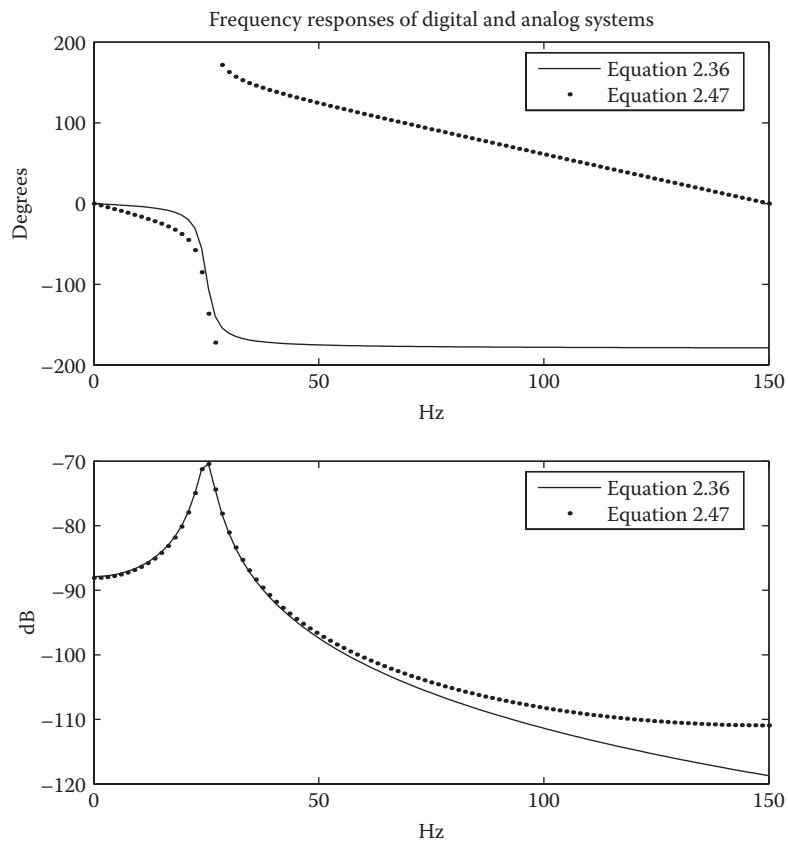 Frequency responses of digital and analog systems
200
100
0
−100
−200
Degrees
Equation 2.36
Equation 2.47
0
50
100
150
Hz
−70
−80
−90
−100
−110
−120
dB
Equation 2.36
Equation 2.47
0
50
100
150
Hz